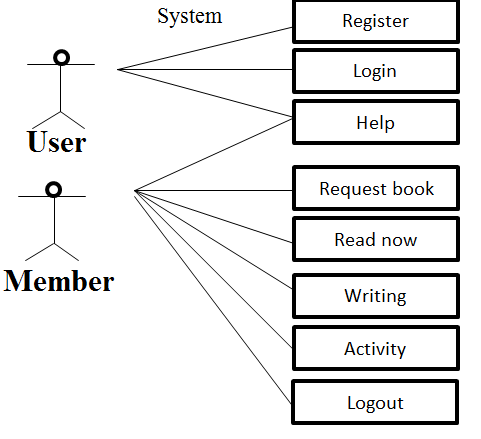 System
Register
Login
Help
User
Request book
Read now
Member
Writing
Activity
Logout